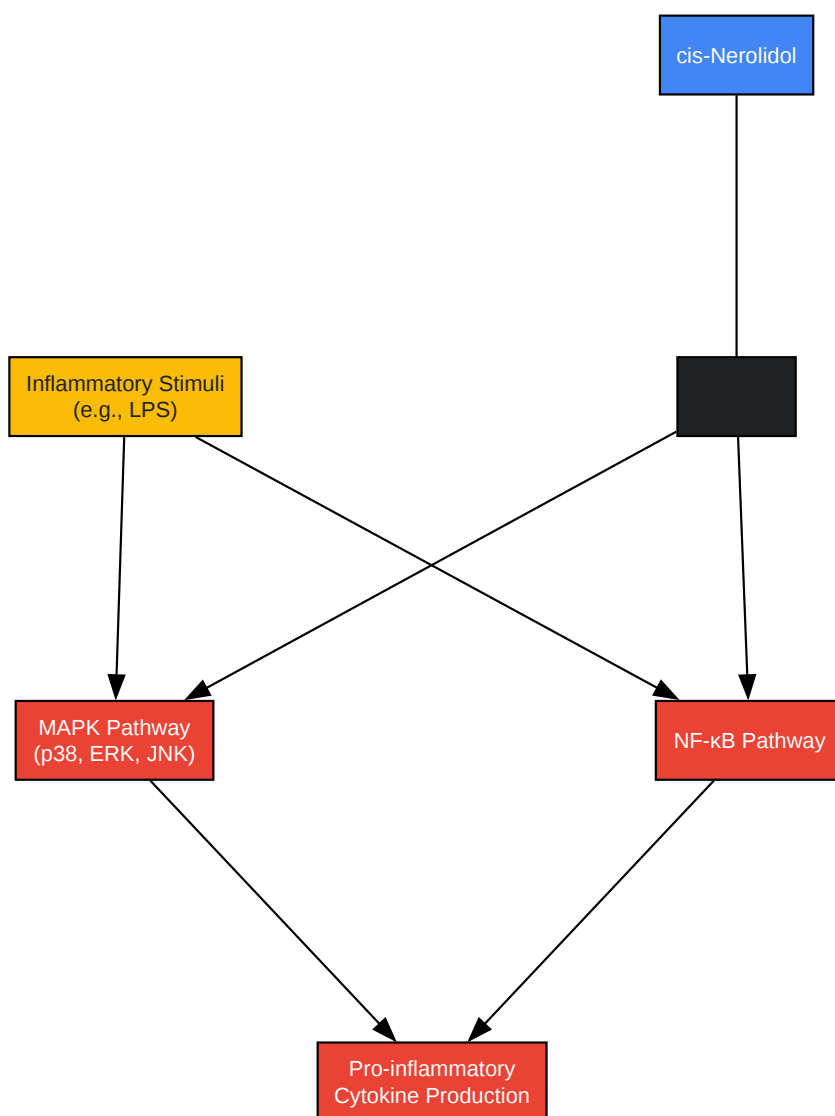 cis-Nerolidol
Inflammatory Stimuli
(e.g., LPS)
MAPK Pathway
(p38, ERK, JNK)
NF-κB Pathway
Pro-inflammatory
Cytokine Production